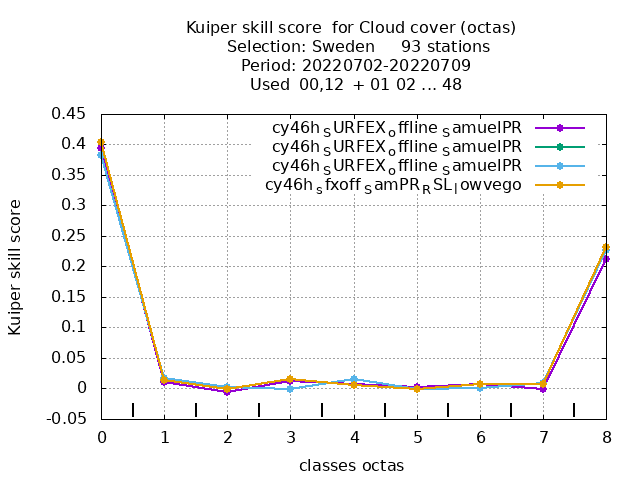 Kuiper skill score  for Cloud cover (octas)
Selection: Sweden     93 stations
Period: 20220702-20220709
Used  00,12  + 01 02 ... 48
0.45
0.4
0.35
0.3
0.25
0.2
0.15
0.1
0.05
0
-0.05
Kuiper skill score
cy46h_SURFEX_offline_SamuelPR
cy46h_SURFEX_offline_SamuelPR
cy46h_SURFEX_offline_SamuelPR
cy46h_sfxoff_SamPR_RSL_lowvego
0 1 2 3 4 5 6 7 8
classes octas